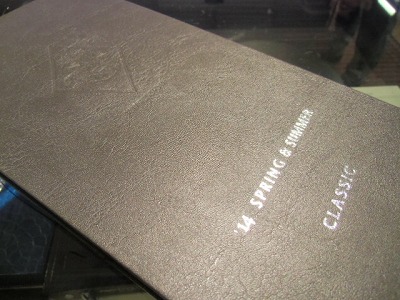 '14 SPRING & SUMMER
CLASSIC